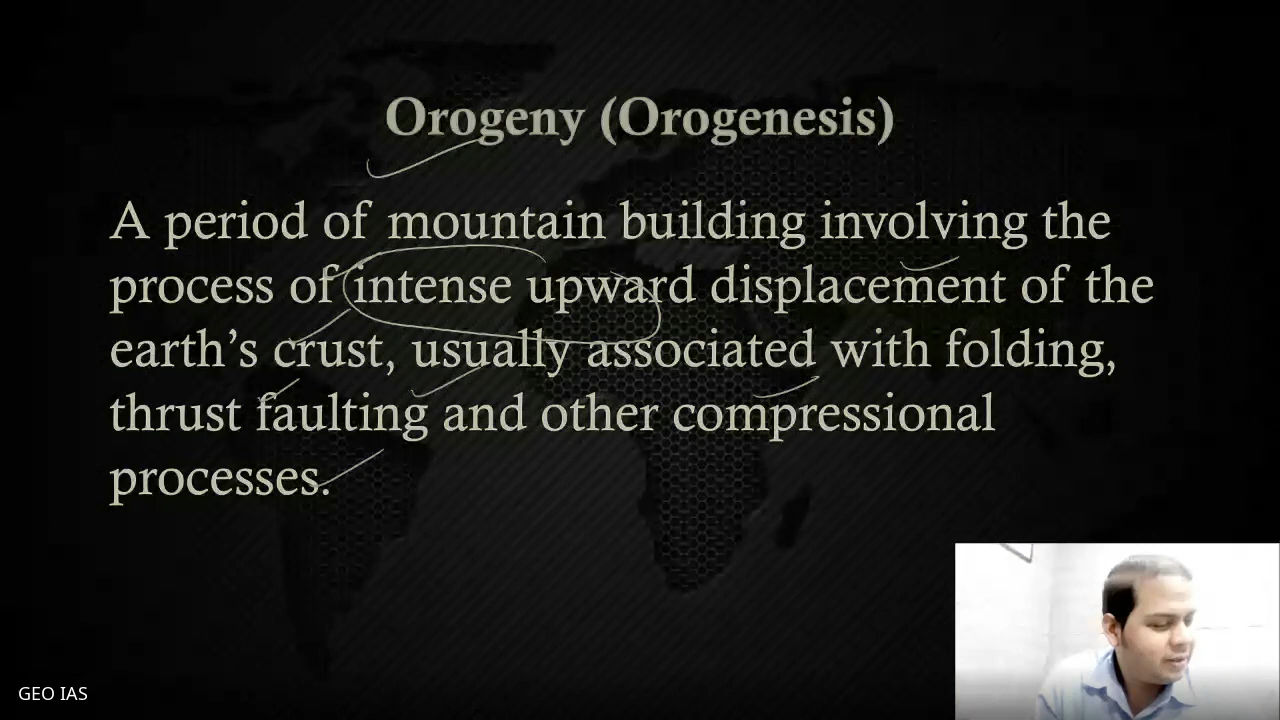 Orogeny (Orogenesis)
A period of mountain building involving the
process of intense upward displacement of the
earth’s crust, usually associated with folding,
thrust faulting and other compressional
processes.
GEO IAS